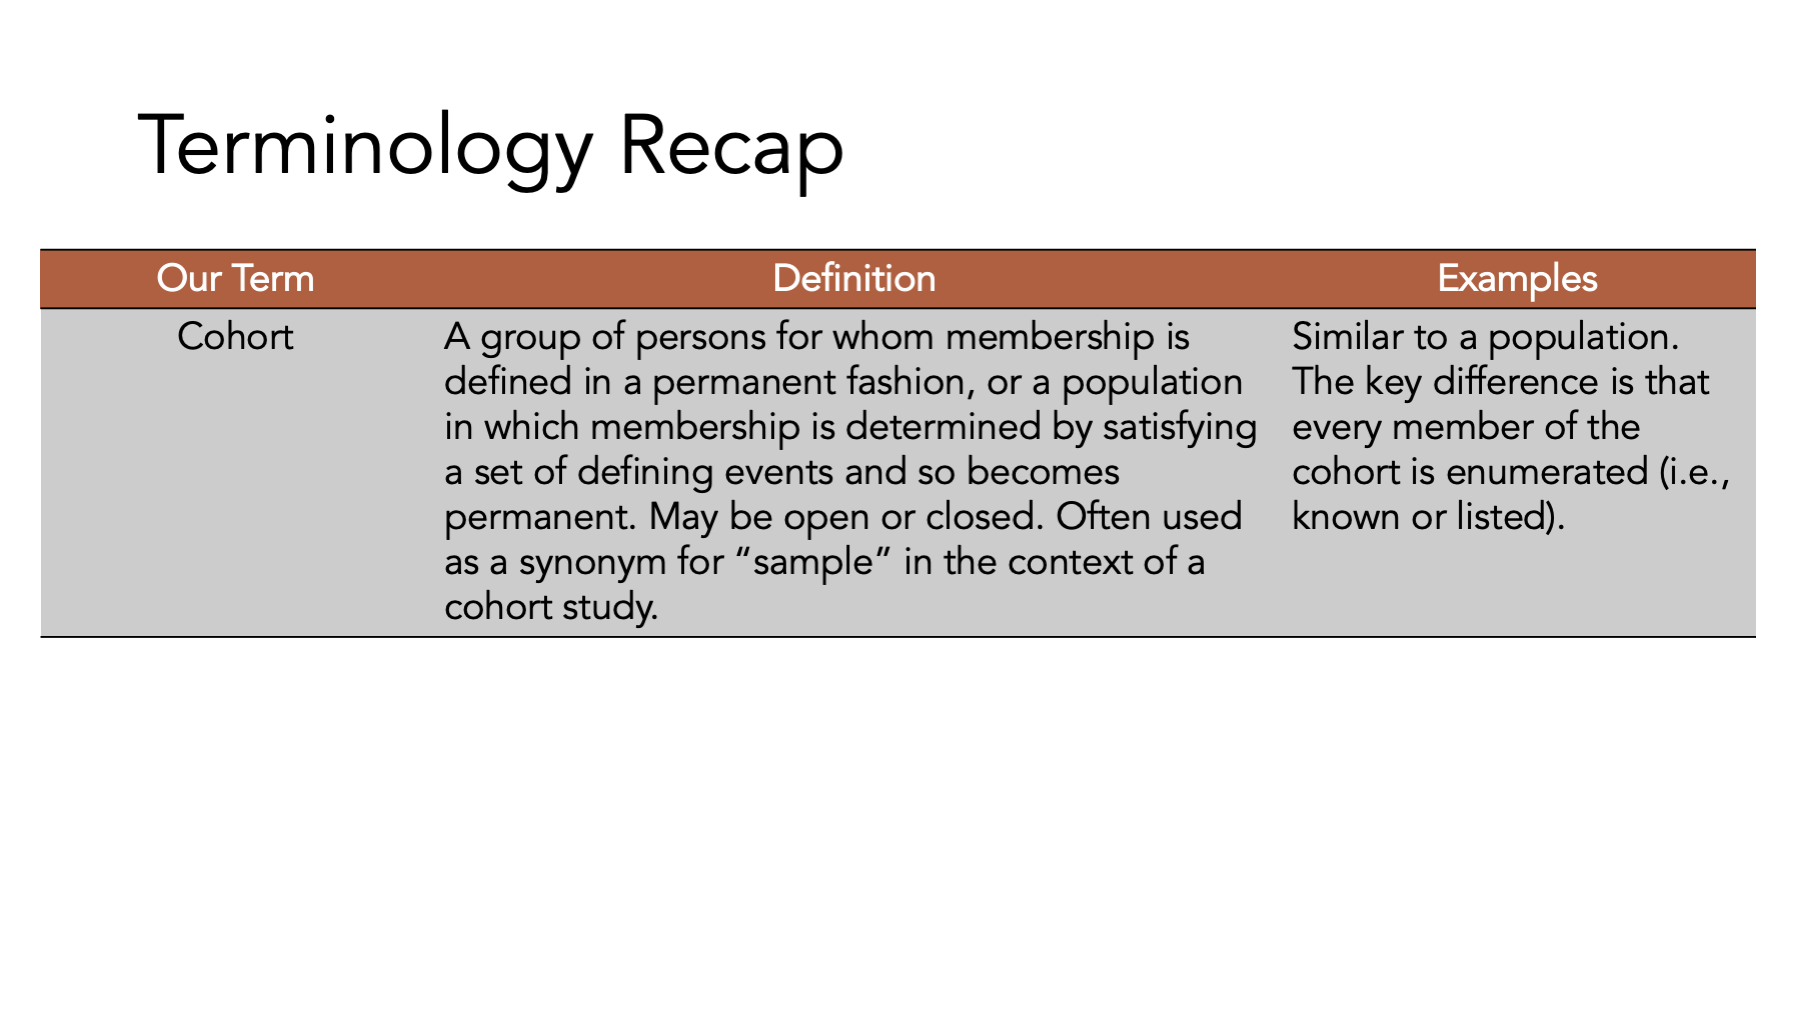 Terminology Recap
Our Term
Definition
Examples
Cohort
A group of persons for whom membership is
defined in a permanent fashion, or a population
in which membership is determined by satisfying
a set of defining events and so becomes
permanent. May be open or closed. Often used
as a synonym for “sample” in the context of a
cohort study.
Similar to a population.
The key difference is that
every member of the
cohort is enumerated (i.e.,
known or listed).